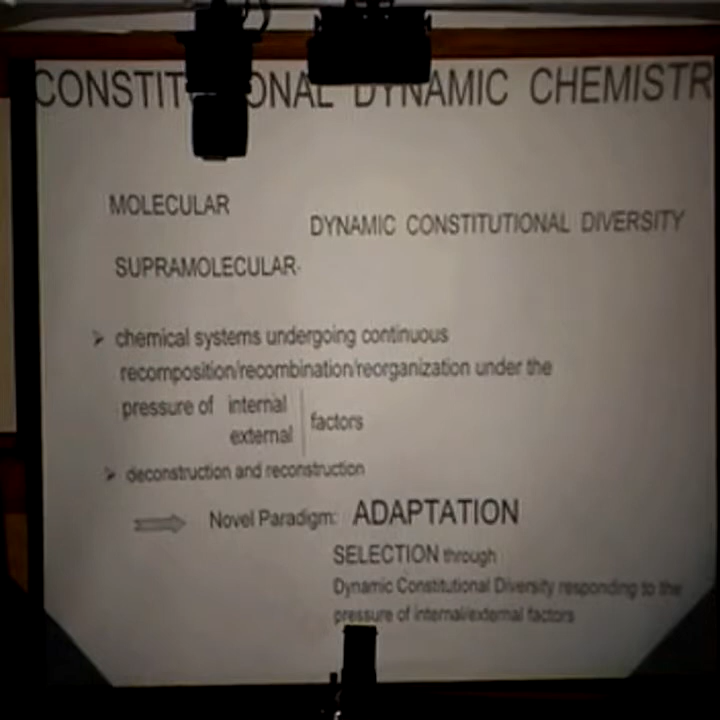 CONSTIT ONAL DYNAMIC CHEMISTR
MOLECULAR
DYNAMIC CONSTITUTIONAL DIVERSITY
SUPRAMOLECULAR
➢ chemical systems undergoing continuous
recomposition/recombination/reorganization under the
pressure of internal
external
factors
➢ deconstruction and reconstruction
Novel Paradigm: ADAPTATION
SELECTION through
Dynamic Constitutional Diversity responding to the
pressure of internal/external factors